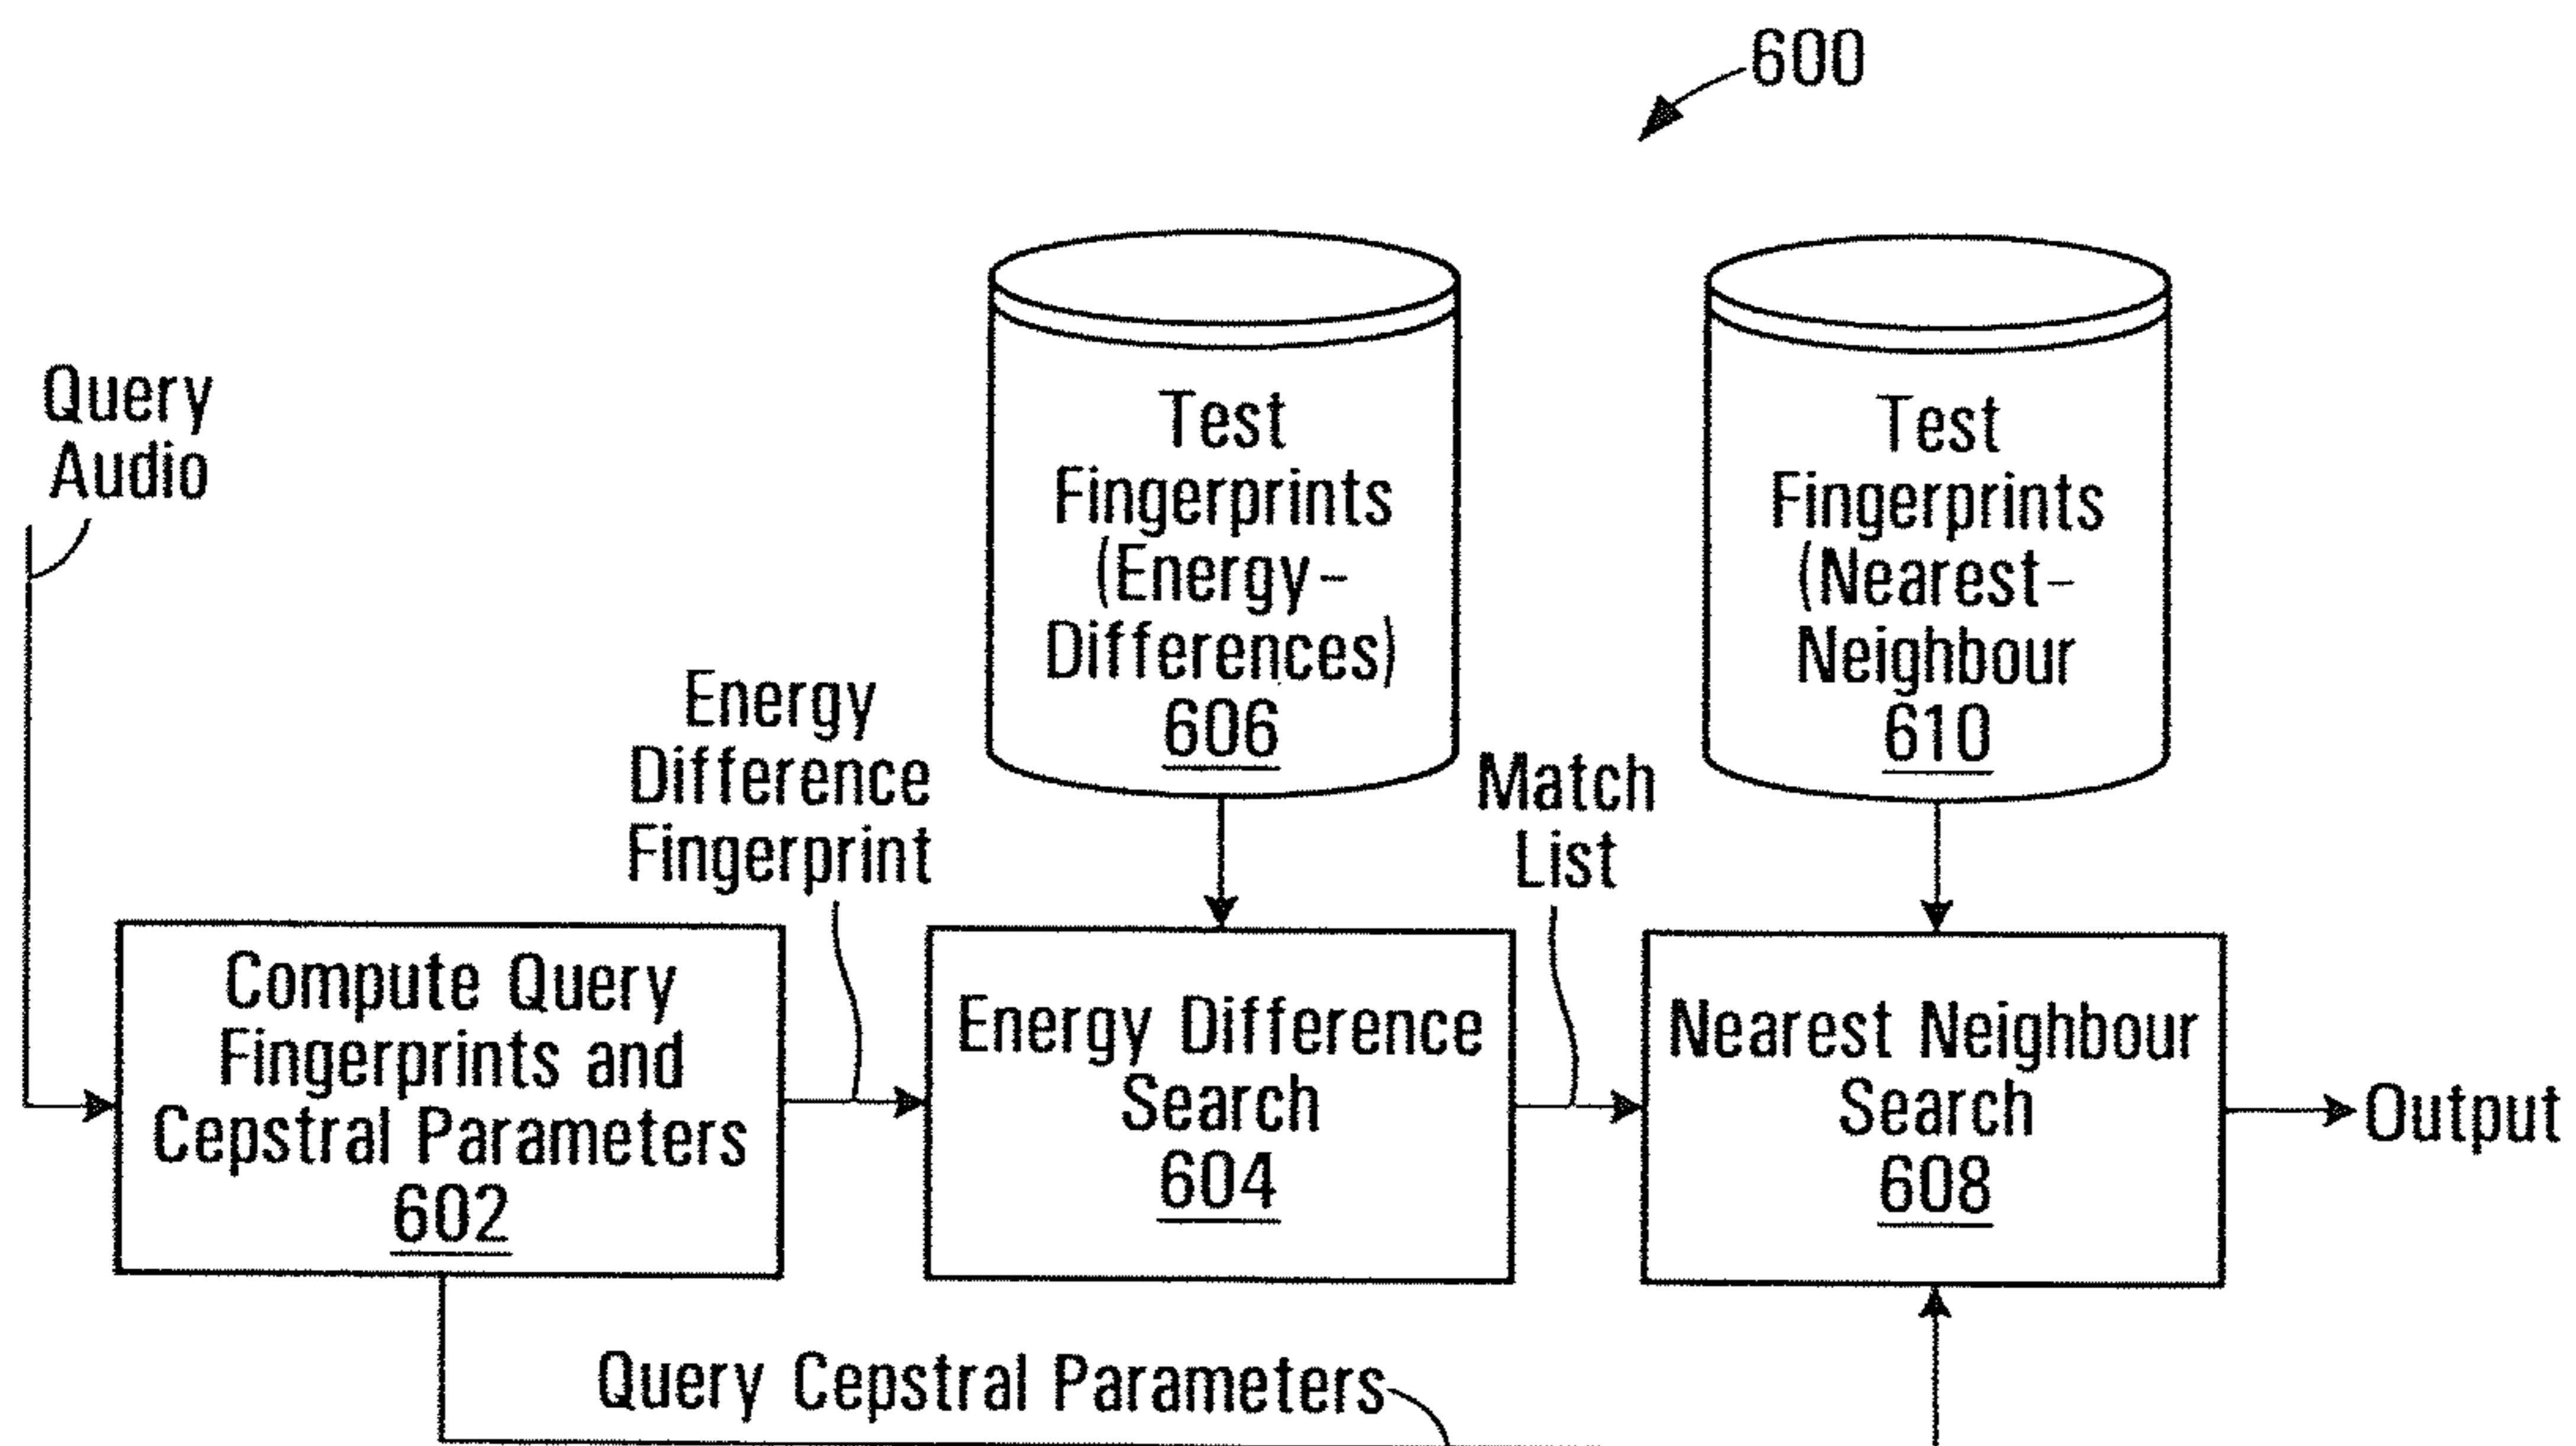 600
Query
Audio
Test
Fingerprints
(Energy-
Differences)
606
Test
Fingerprints
(Nearest-
Neighbour
610
Energy
Difference
Fingerprint
Match
List
Compute Query
Fingerprints and
Cepstral Parameters
602
Energy Difference
Search
604
Nearest Neighbour
Search
608
Output
Query Cepstral Parameters